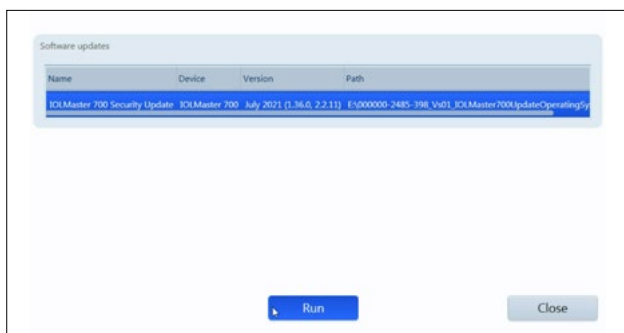 Software updates
Name Device Version Path
IOLMaster 700 Security Update IOLMaster 700 July 2021 (1.36.0, 2.2.11) E:\000000-2485-398_Vs01_IOLMaster700UpdateOperatingSy
Run Close